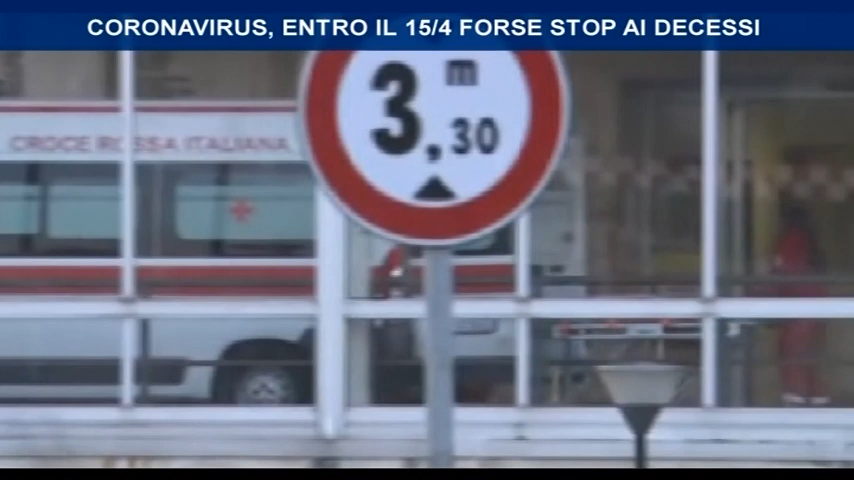 CORONAVIRUS, ENTRO IL 15/4 FORSE STOP AI DECESSI
3,30 m
CROCE ROSSA ITALIANA